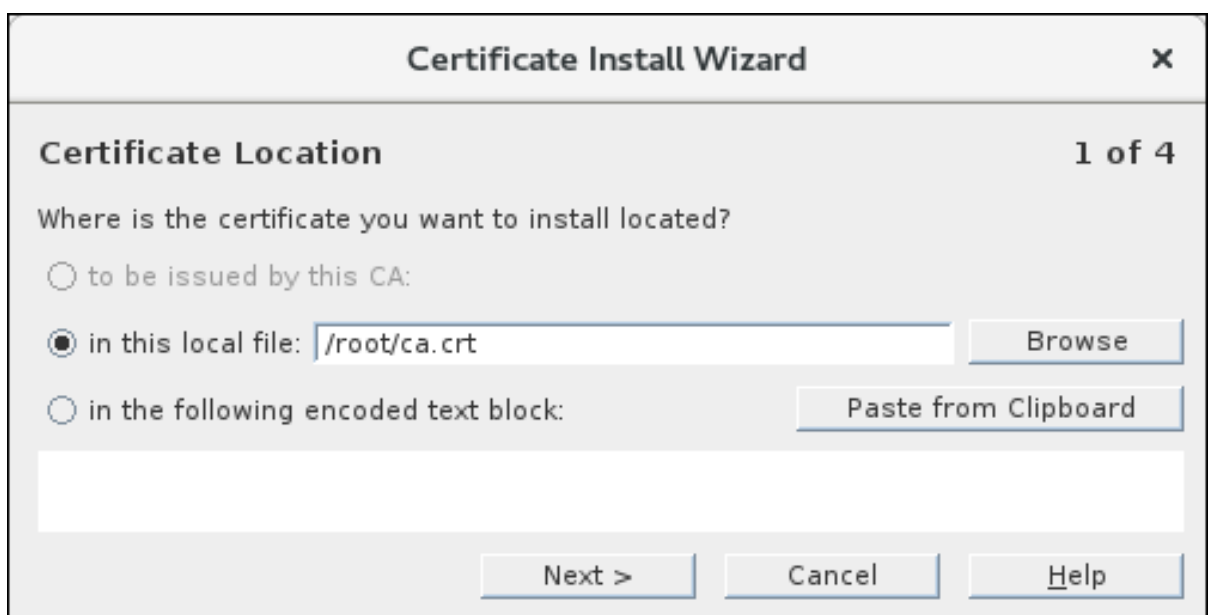 Certificate Install Wizard ×
Certificate Location 1 of 4
Where is the certificate you want to install located?
to be issued by this CA:
in this local file: /root/ca.crt Browse
in the following encoded text block: Paste from Clipboard
Next > Cancel Help